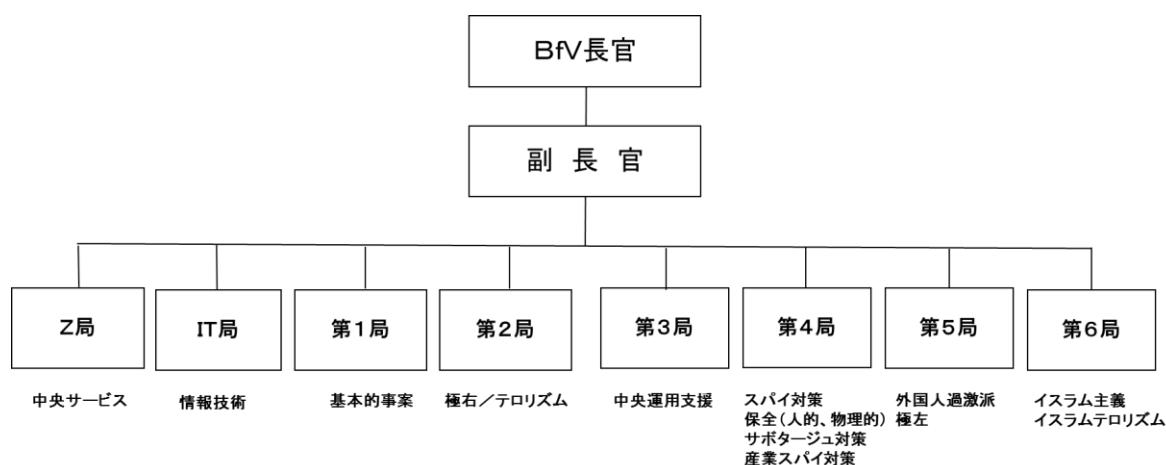 BfV長官
副 長 官
Z局
IT局
第1局
第2局
第3局
第4局
第5局
第6局
中央サービス
情報技術
基本的事案
極右/テロリズム
中央運用支援
スパイ対策
保全(人的、物理的)
サボタージュ対策
産業スパイ対策
外国人過激派
極左
イスラム主義
イスラムテロリズム